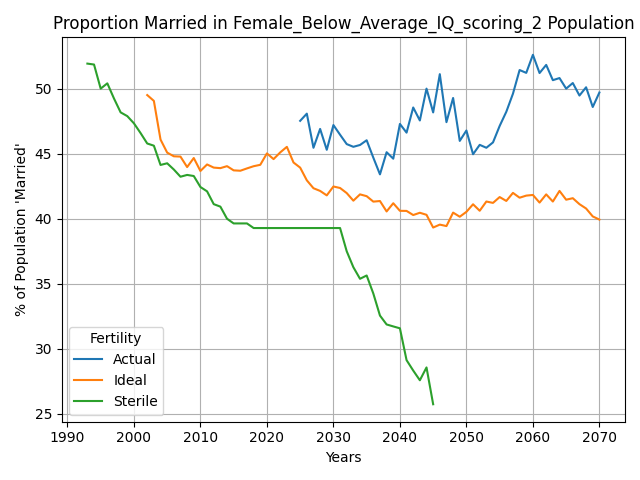 Proportion Married in Female_Below_Average_IQ_scoring_2 Population
% of Population 'Married'
50
45
40
35
30
25
Fertility
Actual
Ideal
Sterile
1990 2000 2010 2020 2030 2040 2050 2060 2070
Years